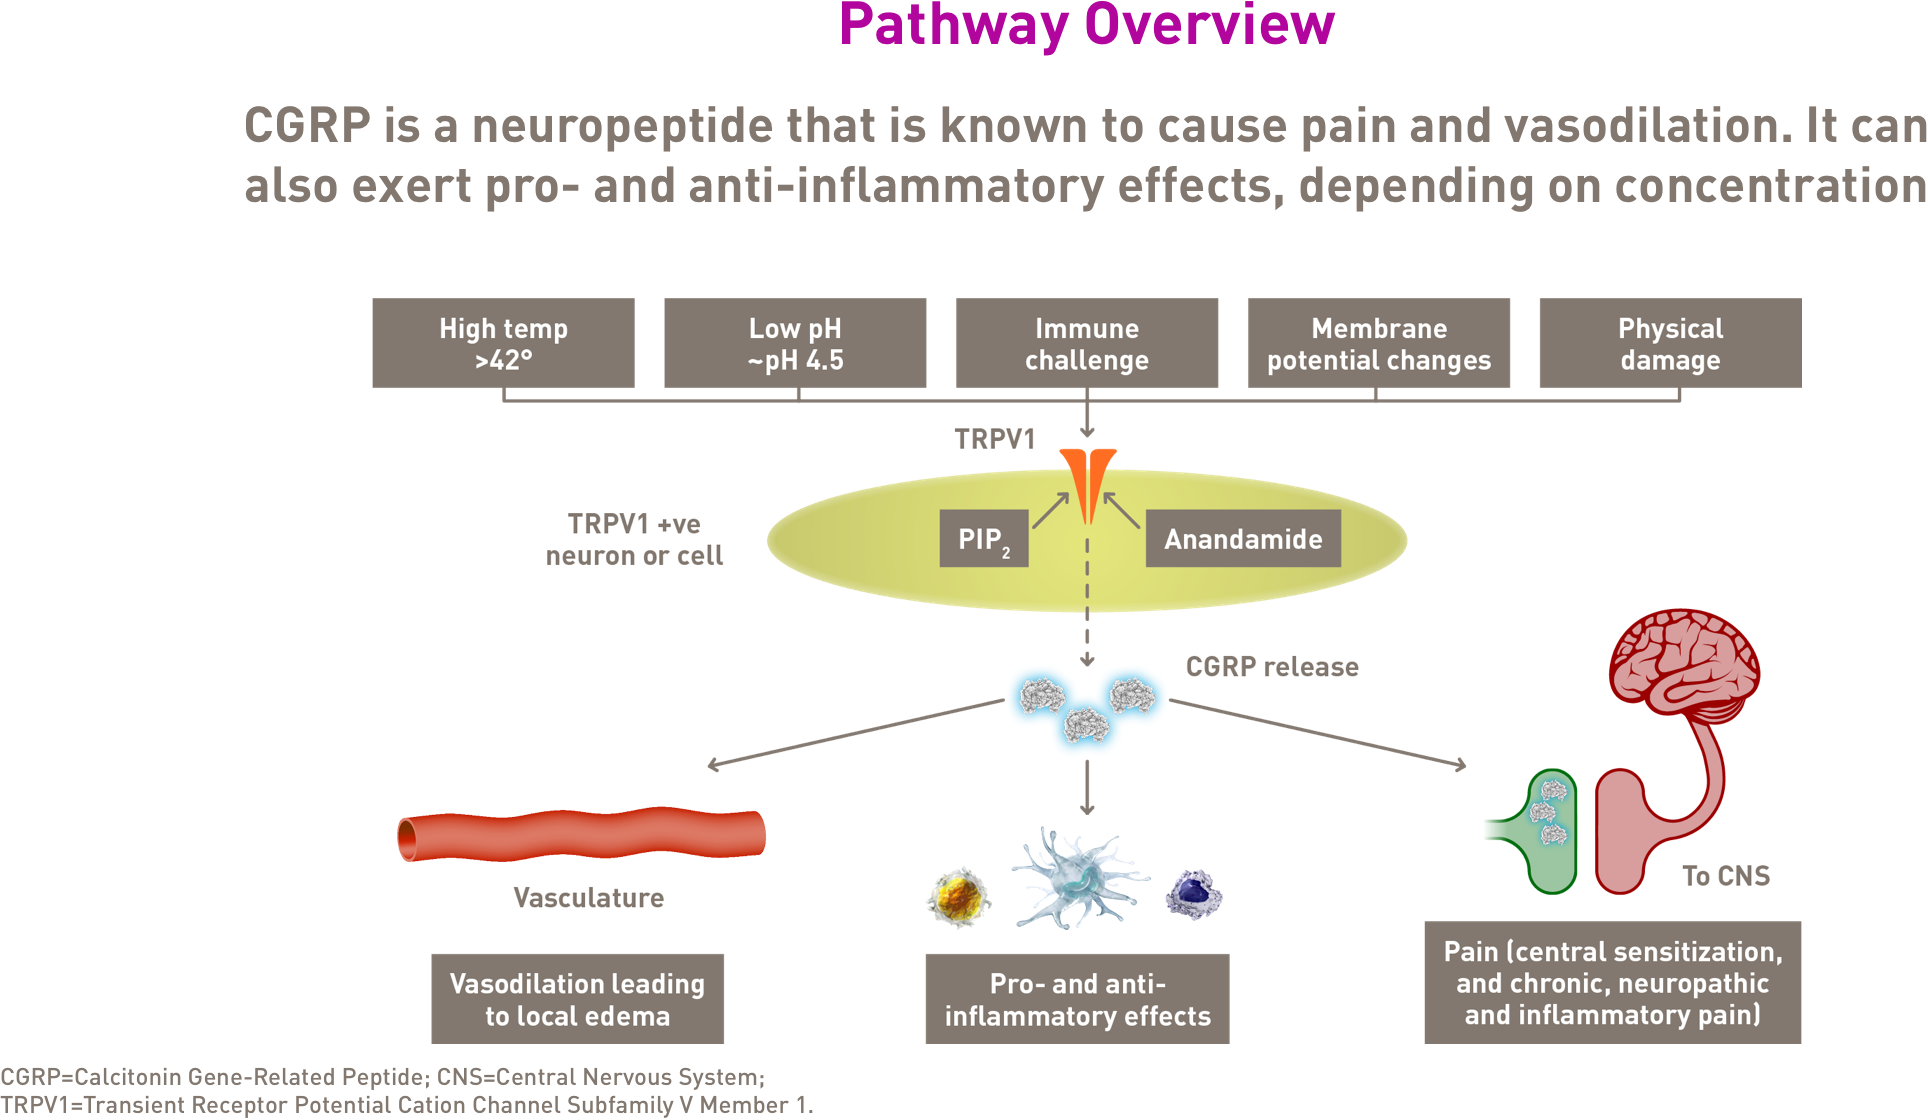 Pathway Overview
CGRP is a neuropeptide that is known to cause pain and vasodilation. It can
also exert pro- and anti-inflammatory effects, depending on concentration
High temp
>42°
Low pH
~pH 4.5
Immune
challenge
Membrane
potential changes
Physical
damage
TRPV1
TRPV1 +ve
neuron or cell
PIP₂
Anandamide
CGRP release
Vasculature
To CNS
Vasodilation leading
to local edema
Pro- and anti-
inflammatory effects
Pain (central sensitization,
and chronic, neuropathic
and inflammatory pain)
CGRP=Calcitonin Gene-Related Peptide; CNS=Central Nervous System;
TRPV1=Transient Receptor Potential Cation Channel Subfamily V Member 1.